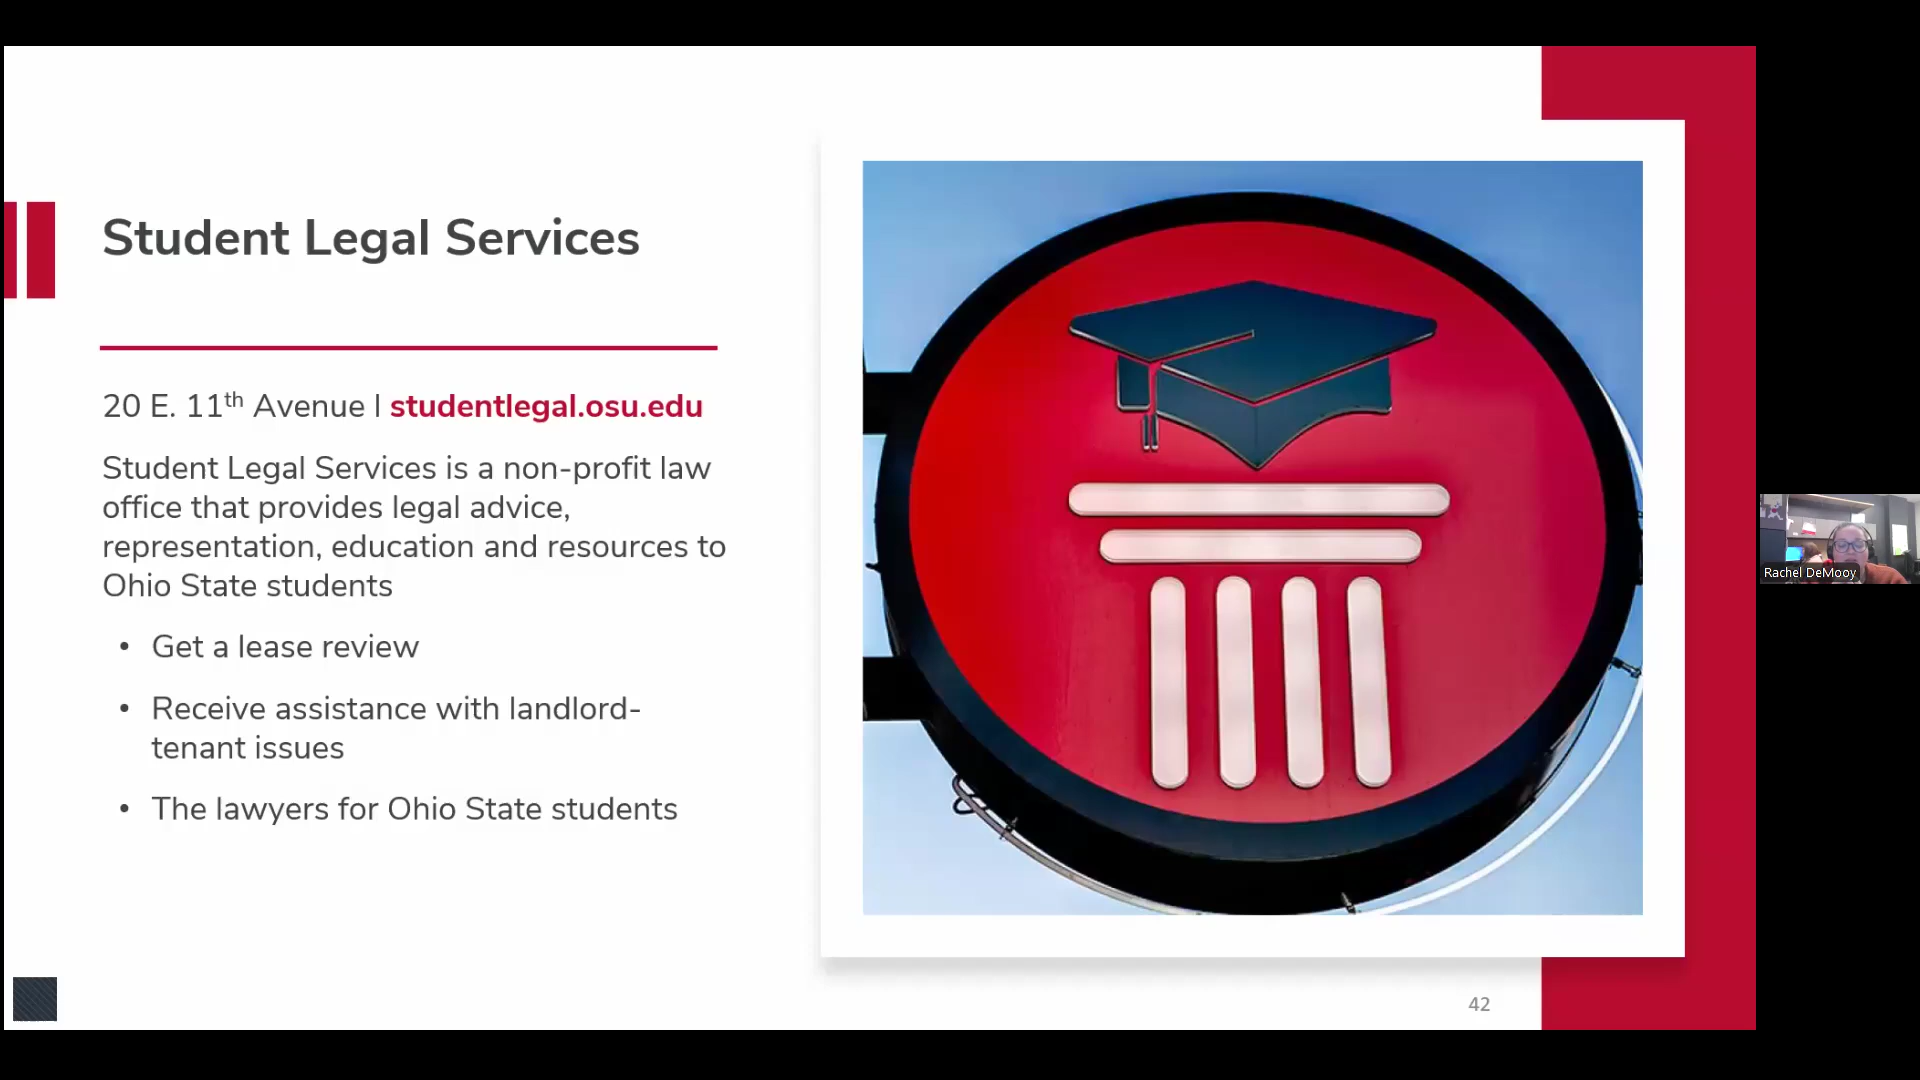 Student Legal Services
20 E. 11th Avenue | studentlegal.osu.edu
Student Legal Services is a non-profit law
office that provides legal advice,
representation, education and resources to
Ohio State students
• Get a lease review
• Receive assistance with landlord-
tenant issues
• The lawyers for Ohio State students
42
Rachel DeMooy